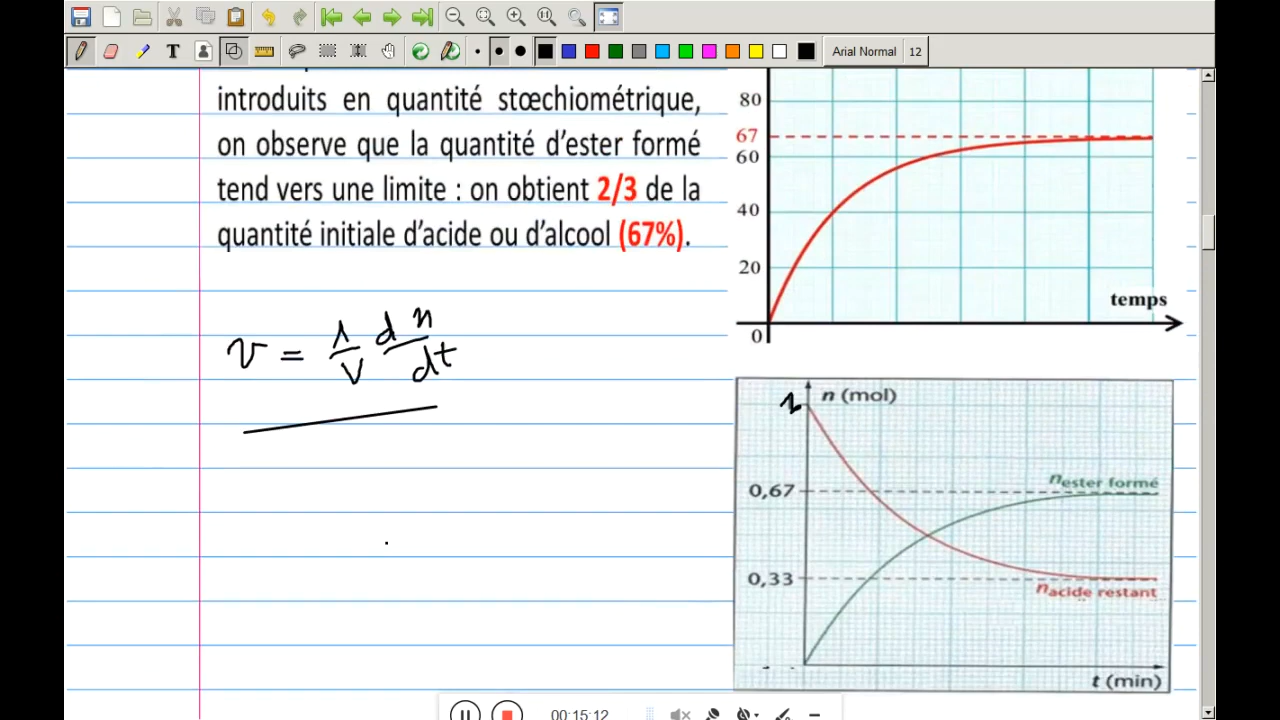 Arial Normal 12
introduits en quantité stœchiométrique,
on observe que la quantité d'ester formé
tend vers une limite : on obtient 2/3 de la
quantité initiale d'acide ou d'alcool (67%).
v = 1/V dn/dt
80
67
60
40
20
0
temps
1
n (mol)
0,67
n ester formé
0,33
n acide restant
t (min)
00:15:12